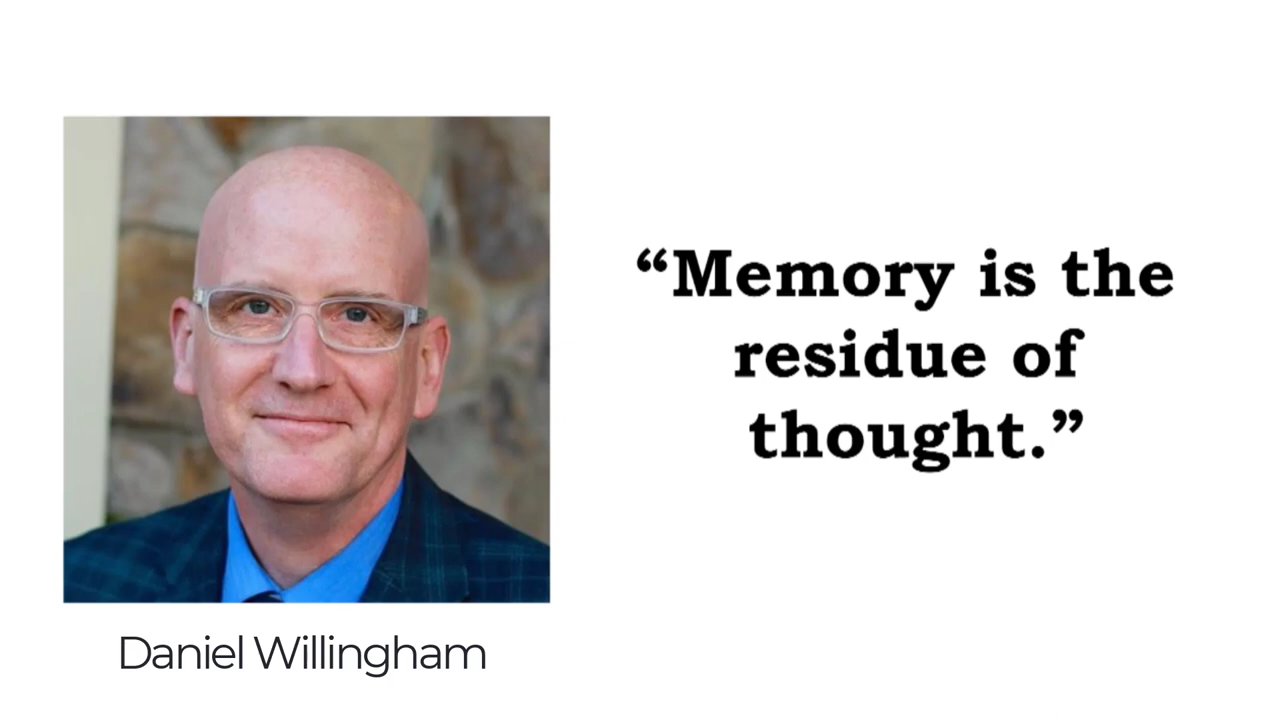 “Memory is the
residue of
thought.”
Daniel Willingham